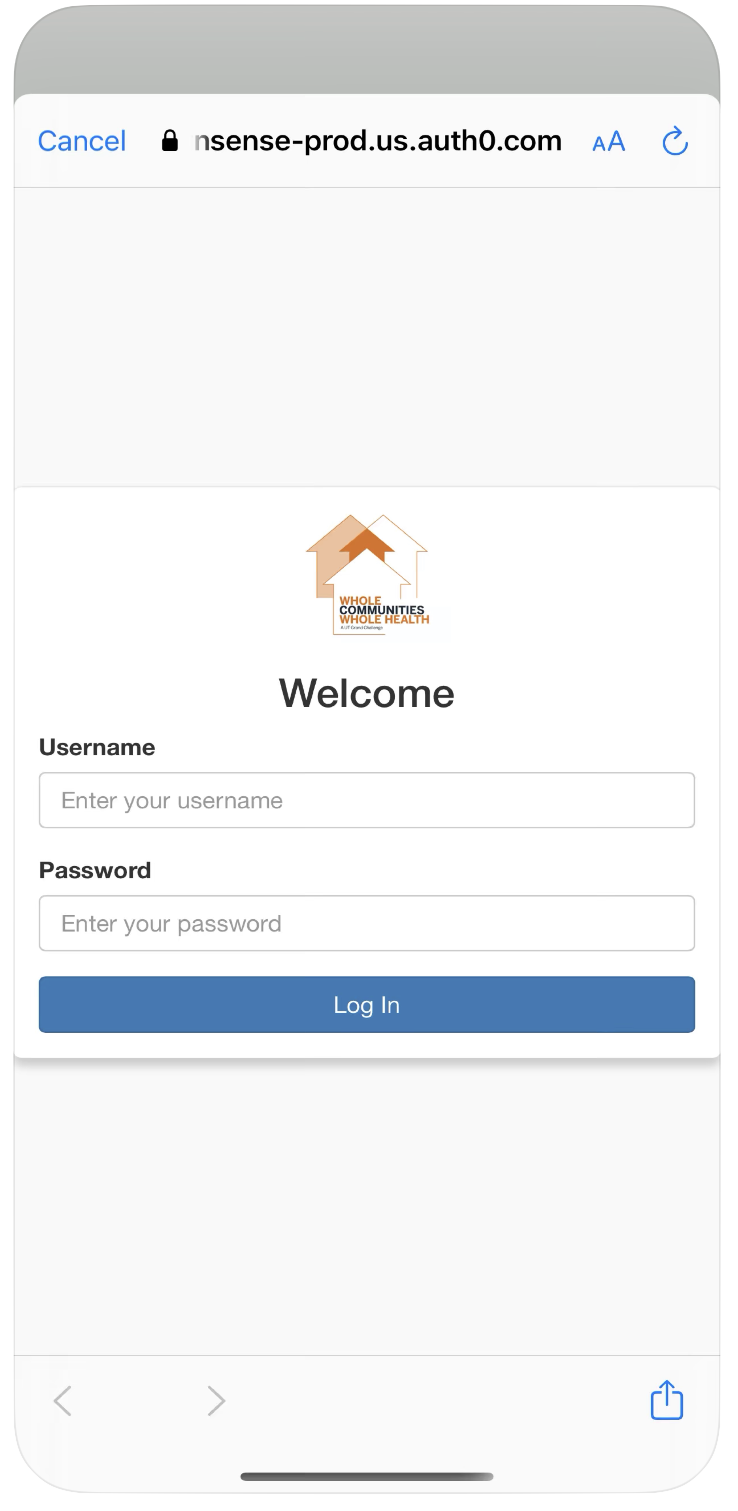 Cancel nsense-prod.us.auth0.com AA
WHOLE
COMMUNITIES
WHOLE HEALTH
A UT Grand Challenge
Welcome
Username
Enter your username
Password
Enter your password
Log In